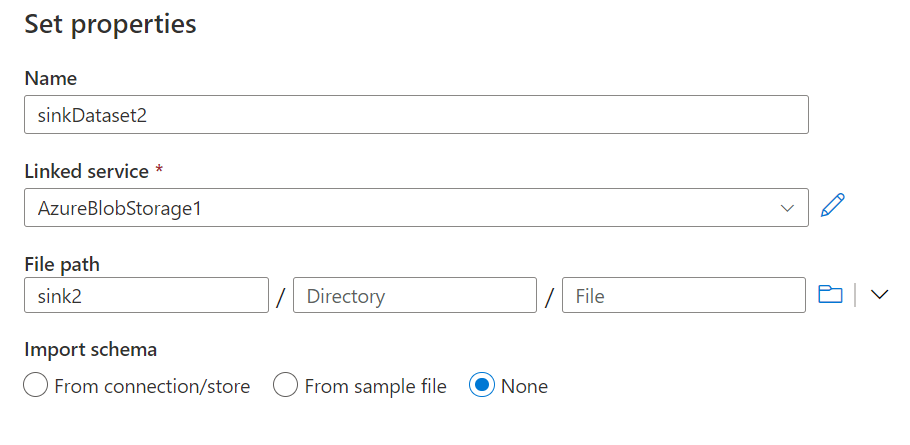 Set properties
Name
sinkDataset2
Linked service *
AzureBlobStorage1
File path
sink2 / Directory / File
Import schema
From connection/store From sample file None